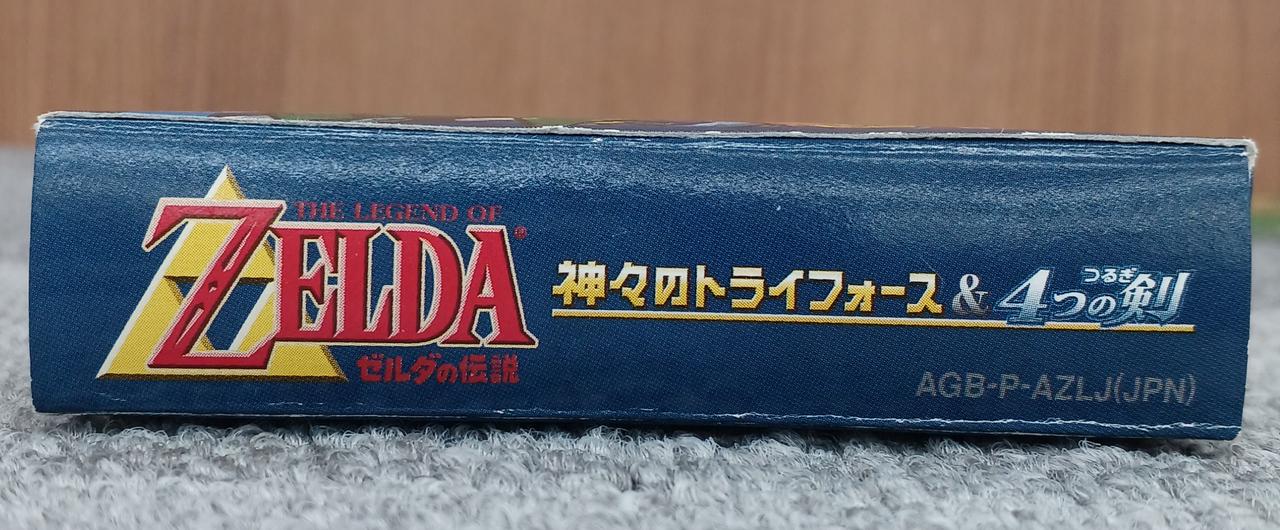 THE LEGEND OF
ZELDA®
ゼルダの伝説
神々のトライフォース & 4つの剣
つるぎ
AGB-P-AZLJ(JPN)